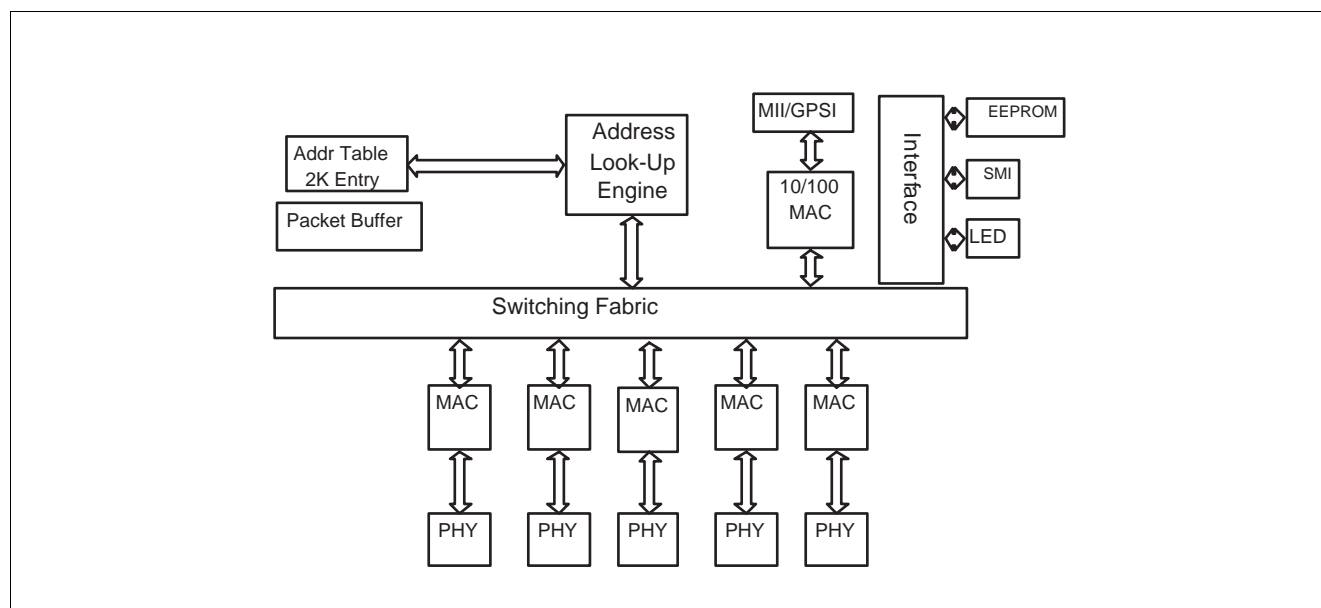 Addr Table
2K Entry
Packet Buffer
Address
Look-Up
Engine
MII/GPSI
10/100
MAC
Interface
EEPROM
SMI
LED
Switching Fabric
MAC
MAC
MAC
MAC
MAC
PHY
PHY
PHY
PHY
PHY